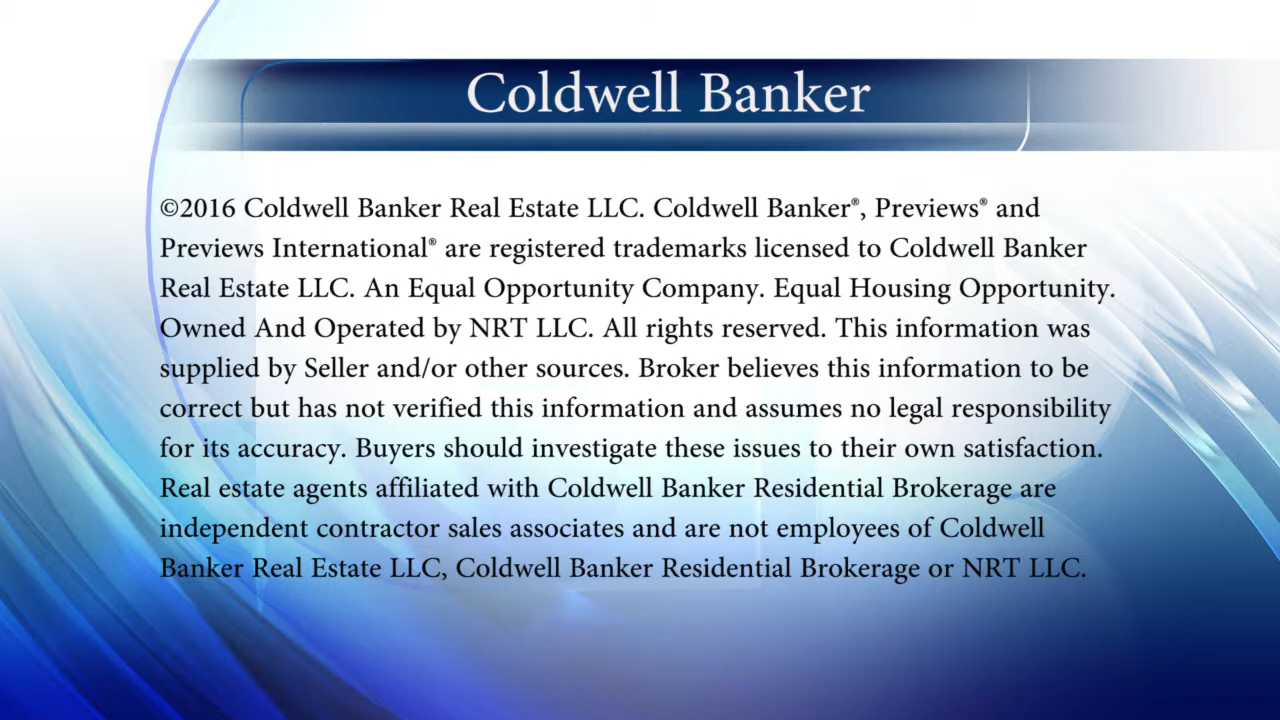 Coldwell Banker
©2016 Coldwell Banker Real Estate LLC. Coldwell Banker®, Previews® and
Previews International® are registered trademarks licensed to Coldwell Banker
Real Estate LLC. An Equal Opportunity Company. Equal Housing Opportunity.
Owned And Operated by NRT LLC. All rights reserved. This information was
supplied by Seller and/or other sources. Broker believes this information to be
correct but has not verified this information and assumes no legal responsibility
for its accuracy. Buyers should investigate these issues to their own satisfaction.
Real estate agents affiliated with Coldwell Banker Residential Brokerage are
independent contractor sales associates and are not employees of Coldwell
Banker Real Estate LLC, Coldwell Banker Residential Brokerage or NRT LLC.